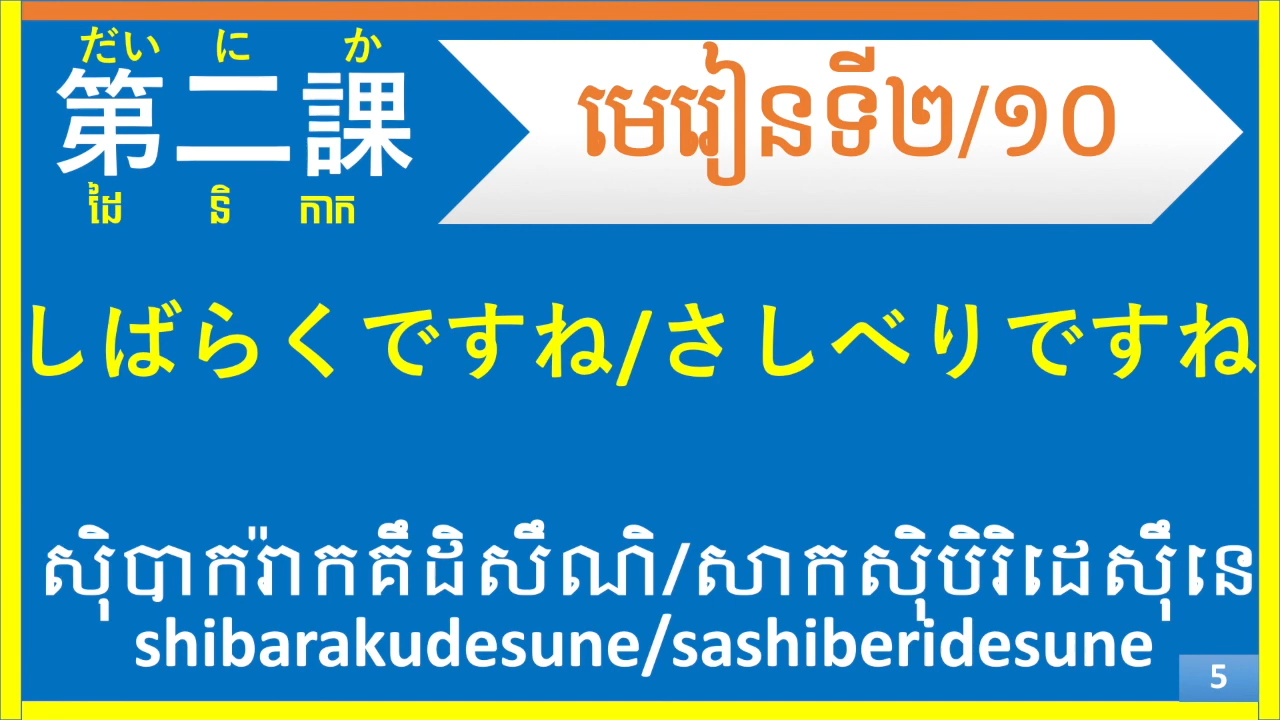 だい に か
第二課
ដៃ និ កាក
មេរៀនទី២/១០
しばらくですね/さしべりですね
ស៊ិបាករ៉ាកគឹដិសឹណិ/សាកស៊ិបិរិដេស៊ឹនេ
shibarakudesune/sashiberidesune
5